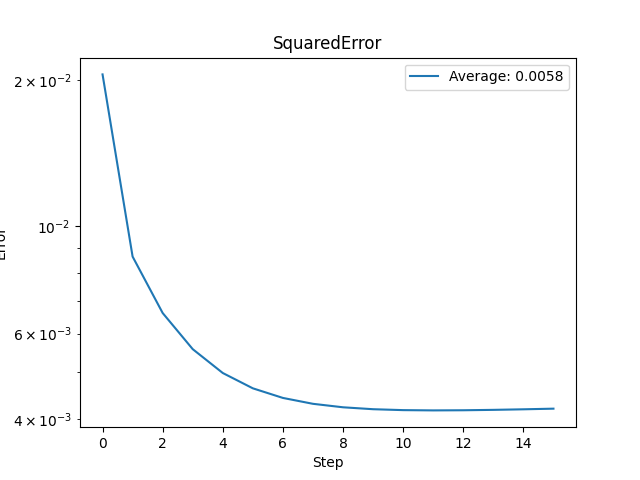 SquaredError
Average: 0.0058
2 × 10⁻²
10⁻²
6 × 10⁻³
4 × 10⁻³
Error
0 2 4 6 8 10 12 14
Step